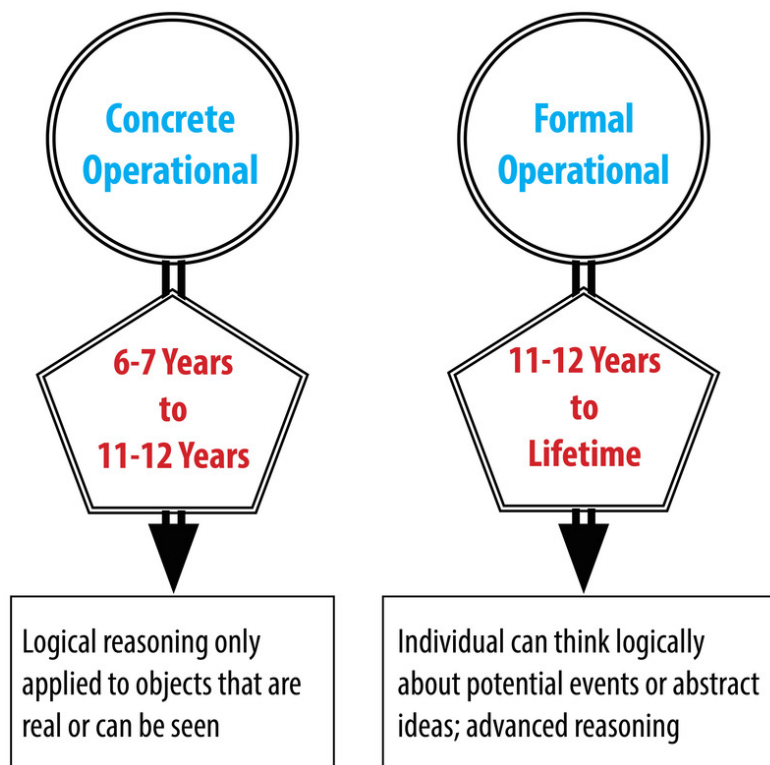 Concrete
Operational
6-7 Years
to
11-12 Years
Logical reasoning only
applied to objects that are
real or can be seen
Formal
Operational
11-12 Years
to
Lifetime
Individual can think logically
about potential events or abstract
ideas; advanced reasoning